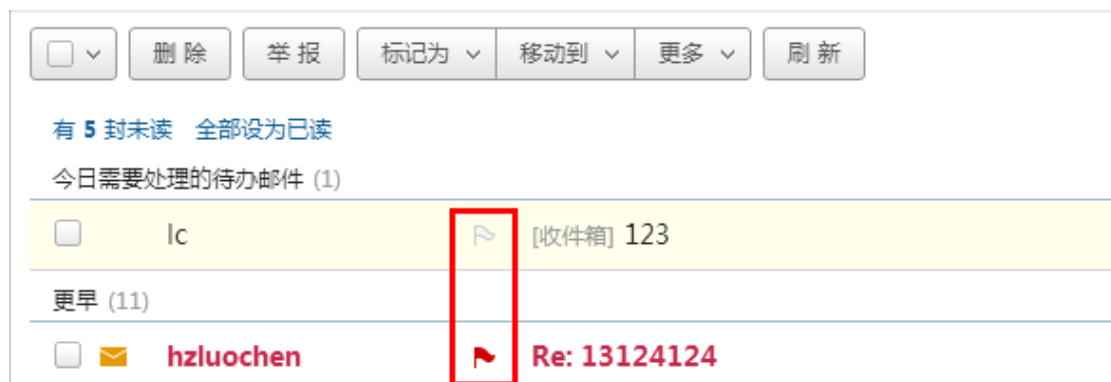 删 除 举 报 标记为 移动到 更多 刷 新
有 5 封未读 全部设为已读
今日需要处理的待办邮件 (1)
lc [收件箱] 123
更早 (11)
hzluochen Re: 13124124